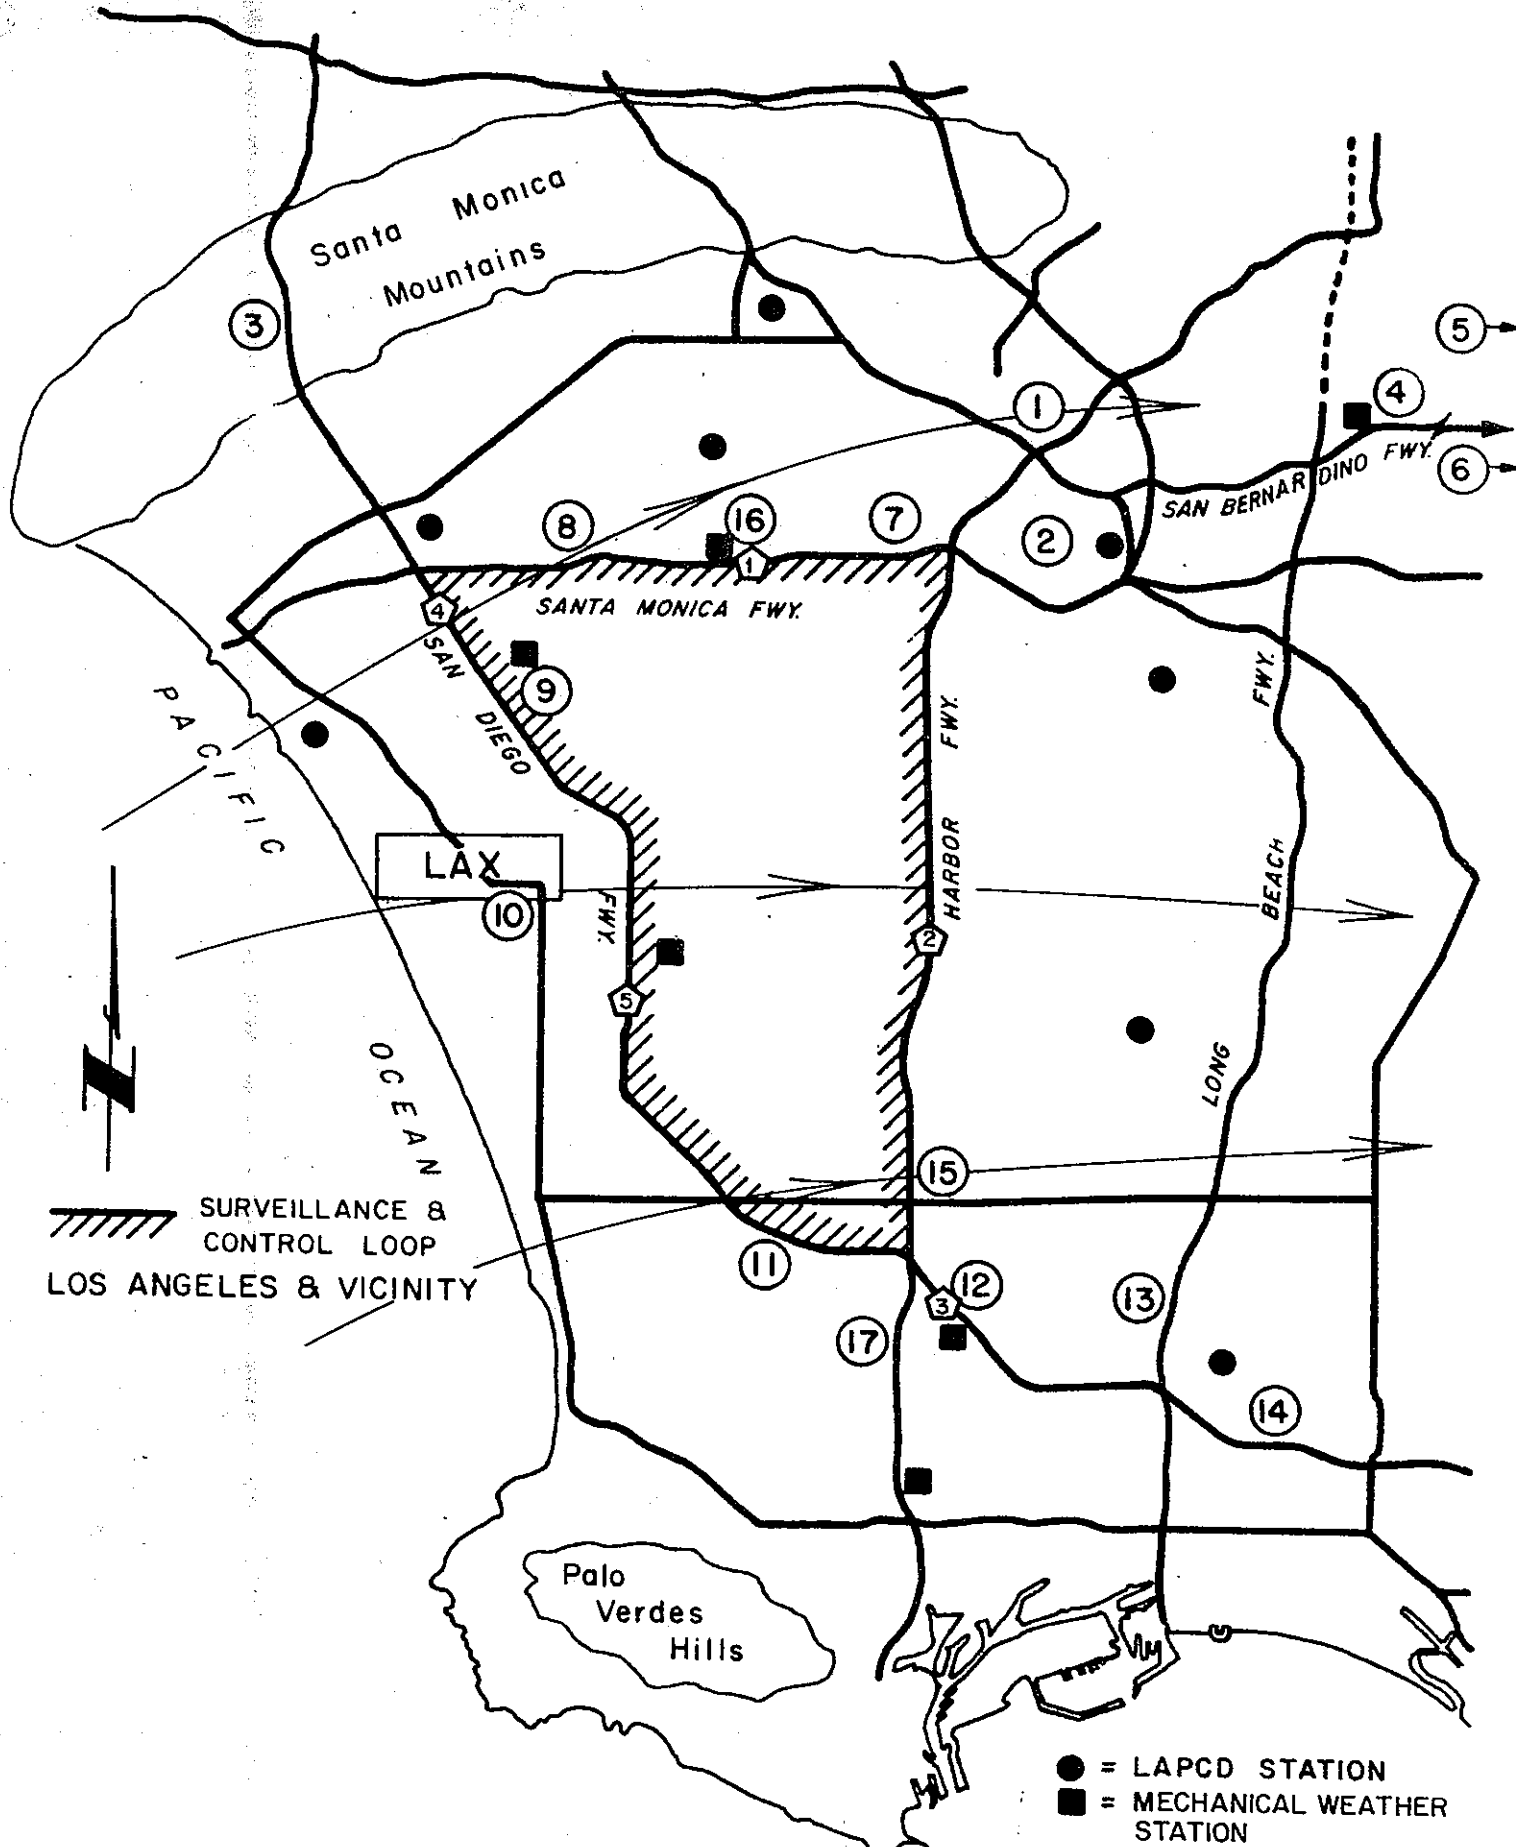 Santa Monica
Mountains
3
5
1
4
6
SAN BERNARDINO FWY.
8
16
7
2
1
4
SANTA MONICA FWY.
SAN DIEGO FWY.
9
HARBOR FWY.
LONG BEACH FWY.
PACIFIC OCEAN
LAX
10
2
5
N
15
SURVEILLANCE &
CONTROL LOOP
LOS ANGELES & VICINITY
11
12
3
13
17
14
Palo
Verdes
Hills
= LAPCD STATION
= MECHANICAL WEATHER
STATION